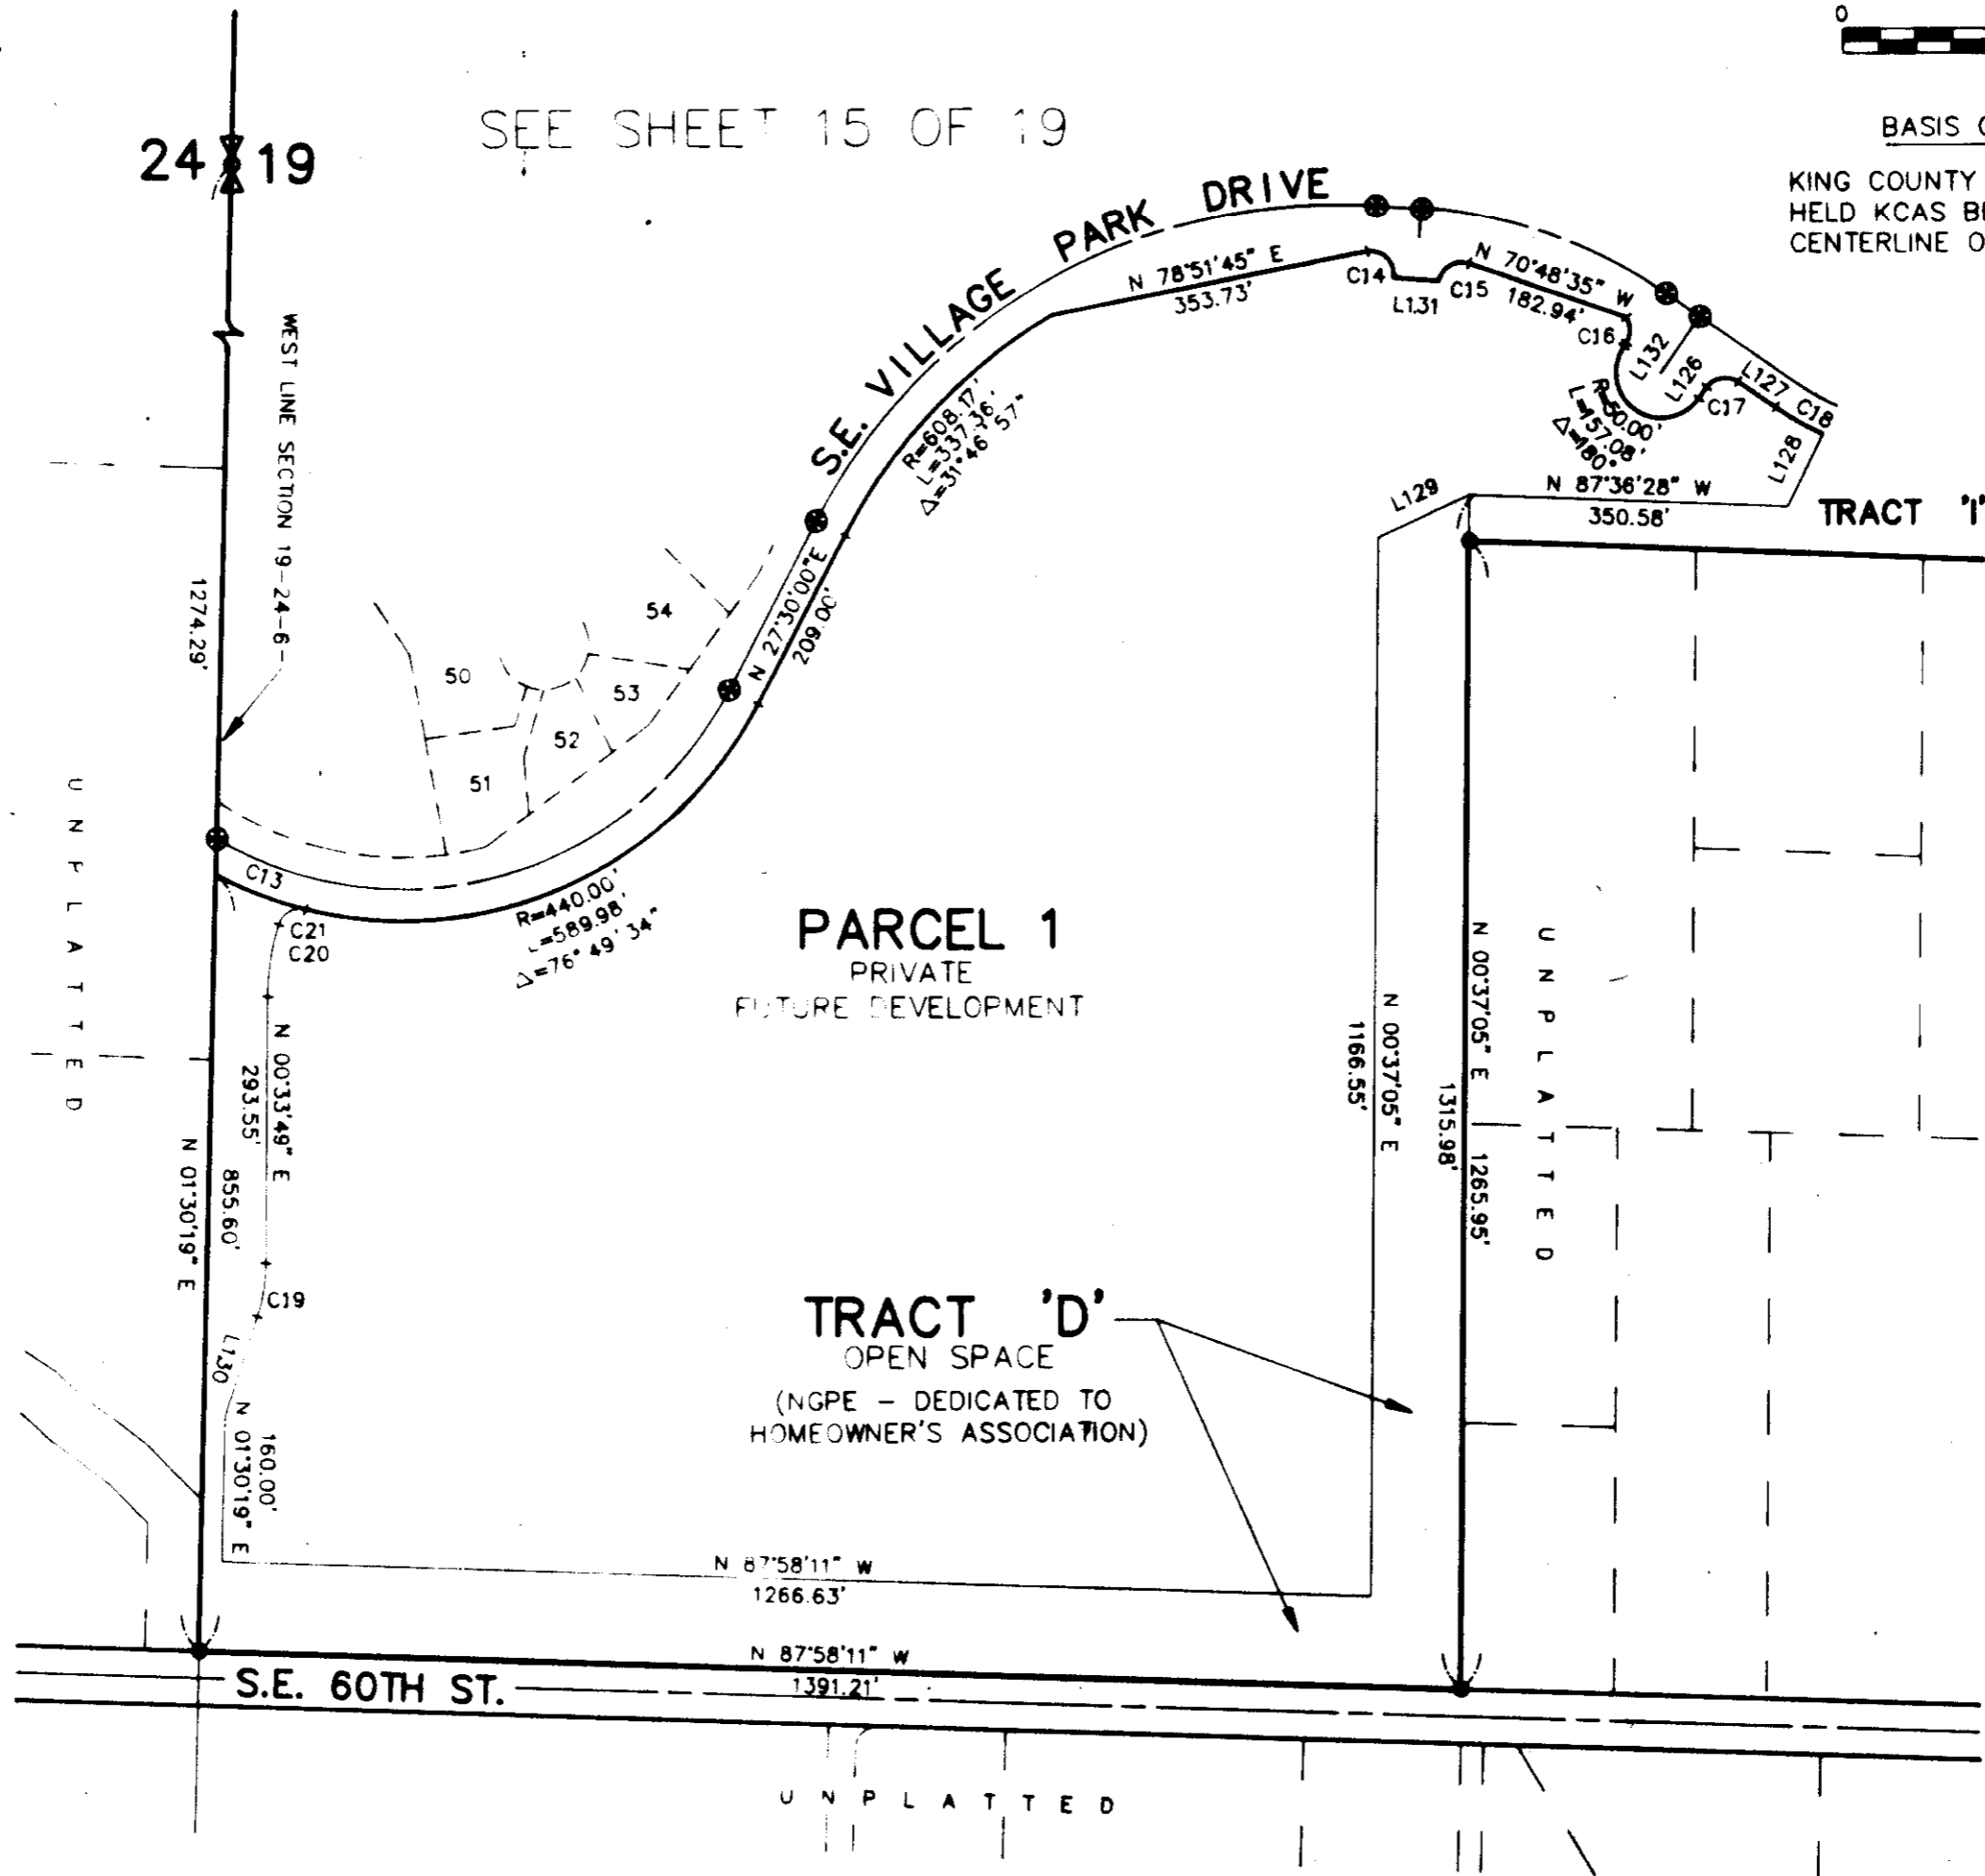 0
SEE SHEET 15 OF 19
24 19
BASIS
KING COUNTY
HELD KCAS
CENTERLINE
S.E. VILLAGE PARK DRIVE
N 78°51'45" E
353.73'
C14
L131
C15
N 70°48'35" W
182.94'
C16
L132
L126
C17
L127
C18
L128
R=50.00'
L=157.08'
Δ=180°
R=608.17'
L=337.36'
Δ=31°46'57"
L129
N 87°36'28" W
350.58'
TRACT 'I'
WEST LINE SECTION 19-24-6
1274.29'
N 27°30'00" E
209.00'
50
51
52
53
54
UNPLATTED
C13
C21
C20
R=440.00'
L=589.98'
Δ=76°49'34"
PARCEL 1
PRIVATE
FUTURE DEVELOPMENT
N 00°33'49" E
293.55'
855.60'
N 01°30'19" E
C19
L130
160.00'
N 01°30'19" E
N 00°37'05" E
1166.55'
N 00°37'05" E
1315.98'
1265.95'
UNPLATTED
TRACT 'D'
OPEN SPACE
(NGPE - DEDICATED TO
HOMEOWNER'S ASSOCIATION)
N 87°58'11" W
1266.63'
N 87°58'11" W
1391.21'
S.E. 60TH ST.
UNPLATTED